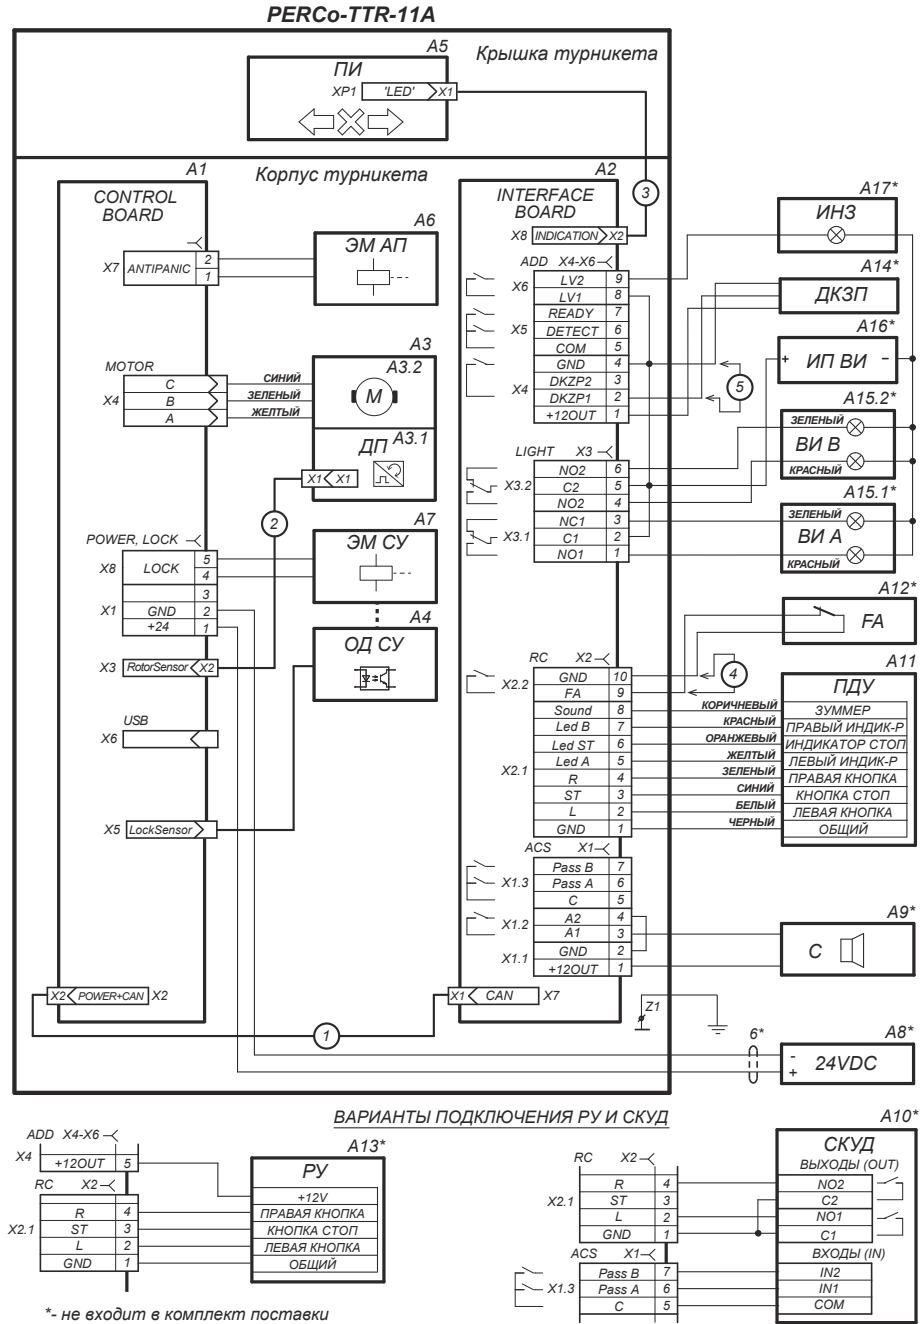 PERCo-TTR-11A
A5
Крышка турникета
ПИ
XP1 'LED' X1
A1
Корпус турникета
A2
CONTROL
BOARD
A6
ЭМ АП
INTERFACE
BOARD
3
X7 ANTIPANIC 2
1
X8 INDICATION X2
A17*
ИНЗ
ADD X4-X6
X6 LV2 9
LV1 8
READY 7
X5 DETECT 6
COM 5
GND 4
DKZP2 3
X4 DKZP1 2
+12OUT 1
A14*
ДКЗП
5
A16*
+ ИП ВИ -
A3
MOTOR
A3.2
X4
C СИНИЙ
B ЗЕЛЕНЫЙ
A ЖЕЛТЫЙ
M
ДП A3.1
X1 X1
2
A15.2*
ЗЕЛЕНЫЙ
ВИ В
КРАСНЫЙ
LIGHT X3
NO2 6
X3.2 C2 5
NO2 4
NC1 3
X3.1 C1 2
NO1 1
A15.1*
ЗЕЛЕНЫЙ
ВИ А
КРАСНЫЙ
A7
ЭМ СУ
POWER, LOCK
X8 LOCK 5
4
3
X1 GND 2
+24 1
A12*
FA
A4
ОД СУ
X3 RotorSensor X2
USB
X6
X5 LockSensor
RC X2
X2.2 GND 10
FA 9
4
A11
ПДУ
X2.1
Sound 8 КОРИЧНЕВЫЙ ЗУММЕР
Led B 7 КРАСНЫЙ ПРАВЫЙ ИНДИК-Р
Led ST 6 ОРАНЖЕВЫЙ ИНДИКАТОР СТОП
Led A 5 ЖЕЛТЫЙ ЛЕВЫЙ ИНДИК-Р
R 4 ЗЕЛЕНЫЙ ПРАВАЯ КНОПКА
ST 3 СИНИЙ КНОПКА СТОП
L 2 БЕЛЫЙ ЛЕВАЯ КНОПКА
GND 1 ЧЕРНЫЙ ОБЩИЙ
ACS X1
Pass B 7
X1.3 Pass A 6
C 5
X1.2 A2 4
A1 3
X1.1 GND 2
+12OUT 1
A9*
C
X2 POWER+CAN X2
1
X1 CAN X7
Z1
6*
A8*
- 24VDC
+
ВАРИАНТЫ ПОДКЛЮЧЕНИЯ РУ И СКУД
ADD X4-X6
X4 +12OUT 5
RC X2
X2.1
R 4
ST 3
L 2
GND 1
A13*
РУ
+12V
ПРАВАЯ КНОПКА
КНОПКА СТОП
ЛЕВАЯ КНОПКА
ОБЩИЙ
RC X2
X2.1
R 4
ST 3
L 2
GND 1
ACS X1
Pass B 7
X1.3 Pass A 6
C 5
A10*
СКУД
ВЫХОДЫ (OUT)
NO2
C2
NO1
C1
ВХОДЫ (IN)
IN2
IN1
COM
*- не входит в комплект поставки